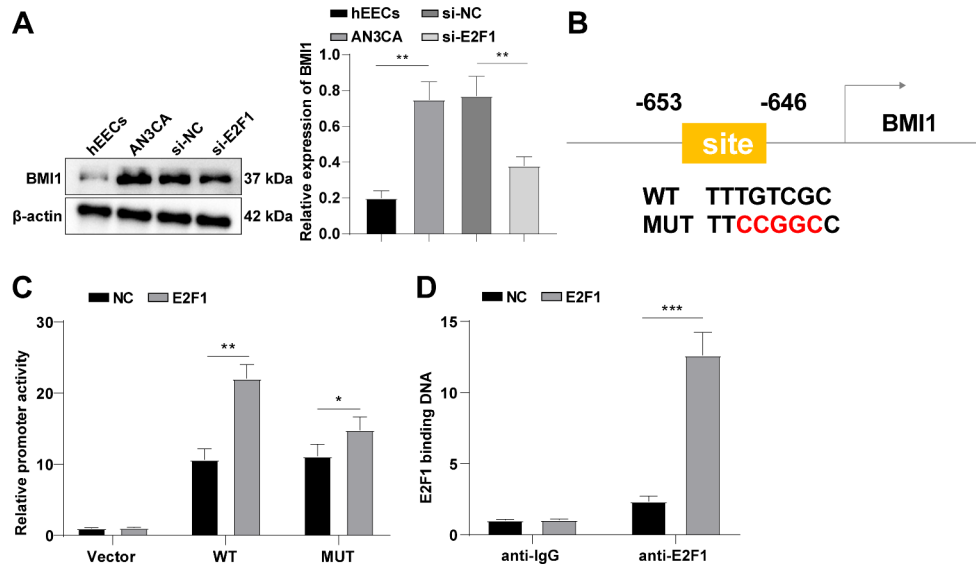 A
hEECs
si-NC
AN3CA
si-E2F1
Relative expression of BMI1
1.0
0.8
0.6
0.4
0.2
0.0
**
**
hEECs
AN3CA
si-NC
si-E2F1
BMI1
37 kDa
β-actin
42 kDa
B
-653
-646
site
BMI1
WT TTTGTCGC
MUT TTCCGGCC
C
NC
E2F1
Relative promoter activity
30
20
10
0
**
*
Vector
WT
MUT
D
NC
E2F1
E2F1 binding DNA
15
10
5
0
***
anti-IgG
anti-E2F1